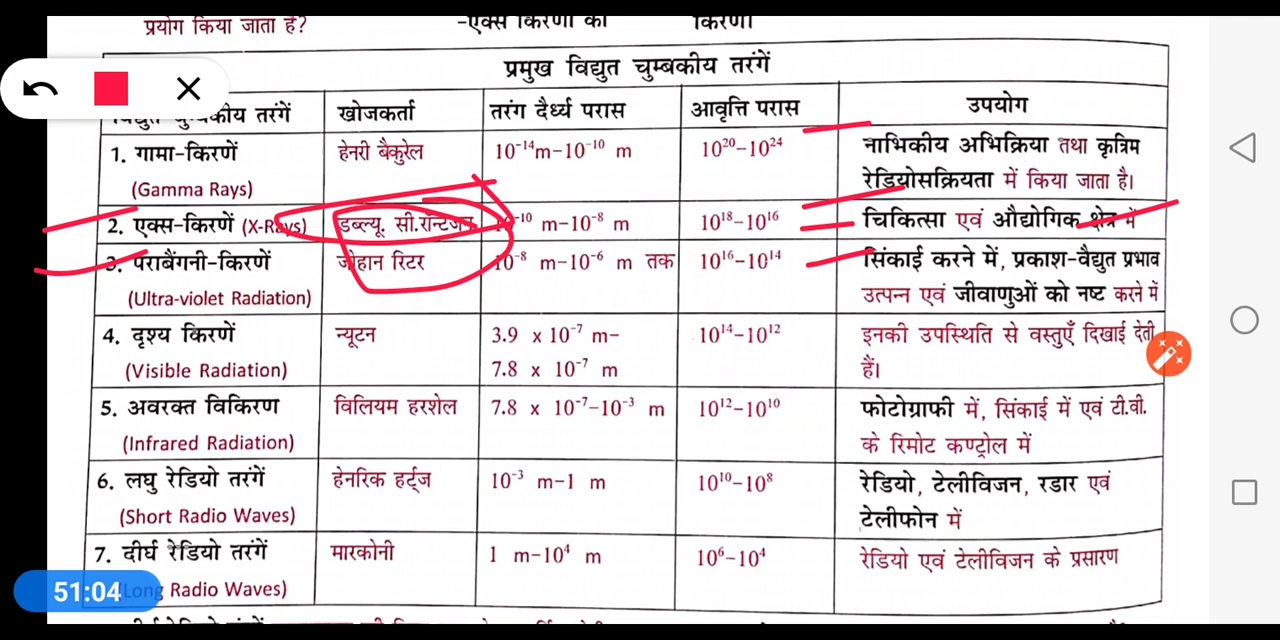 प्रयोग किया जाता है? -एक्स किरणों का किरणों
प्रमुख विद्युत चुम्बकीय तरंगें
विद्युत चुम्बकीय तरंगें खोजकर्ता तरंग दैर्ध्य परास आवृत्ति परास उपयोग
1. गामा-किरणें हेनरी बैकुरेल 10⁻¹⁴m–10⁻¹⁰ m 10²⁰–10²⁴ नाभिकीय अभिक्रिया तथा कृत्रिम
(Gamma Rays) रेडियोसक्रियता में किया जाता है।
2. एक्स-किरणें (X-Rays) डब्ल्यू. सी.रॉन्टजन 10⁻¹⁰ m–10⁻⁸ m 10¹⁸–10¹⁶ चिकित्सा एवं औद्योगिक क्षेत्र में
3. पराबैंगनी-किरणें जोहान रिटर 10⁻⁸ m–10⁻⁶ m तक 10¹⁶–10¹⁴ सिंकाई करने में, प्रकाश-वैद्युत प्रभाव
(Ultra-violet Radiation) उत्पन्न एवं जीवाणुओं को नष्ट करने में
4. दृश्य किरणें न्यूटन 3.9 x 10⁻⁷ m– 10¹⁴–10¹² इनकी उपस्थिति से वस्तुएँ दिखाई देती
(Visible Radiation) 7.8 x 10⁻⁷ m हैं।
5. अवरक्त विकिरण विलियम हरशेल 7.8 x 10⁻⁷–10⁻³ m 10¹²–10¹⁰ फोटोग्राफी में, सिंकाई में एवं टी.वी.
(Infrared Radiation) के रिमोट कण्ट्रोल में
6. लघु रेडियो तरंगें हेनरिक हर्ट्ज 10⁻³ m–1 m 10¹⁰–10⁸ रेडियो, टेलीविजन, रडार एवं
(Short Radio Waves) टेलीफोन में
7. दीर्घ रेडियो तरंगें मारकोनी 1 m–10⁴ m 10⁶–10⁴ रेडियो एवं टेलीविजन के प्रसारण
(Long Radio Waves)
51:04